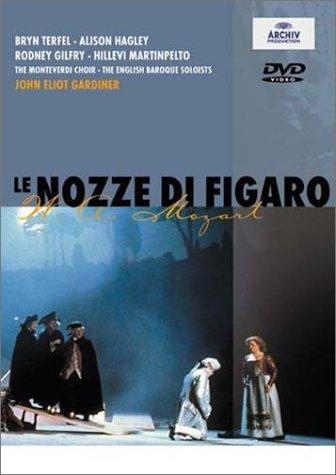 BRYN TERFEL · ALISON HAGLEY
RODNEY GILFRY · HILLEVI MARTINPELTO
THE MONTEVERDI CHOIR · THE ENGLISH BAROQUE SOLOISTS
JOHN ELIOT GARDINER
ARCHIV
PRODUKTION
DVD
VIDEO
LE NOZZE DI FIGARO
W. A. Mozart